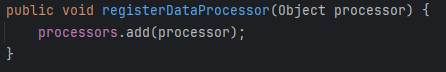 public void registerDataProcessor(Object processor) {
    processors.add(processor);
}